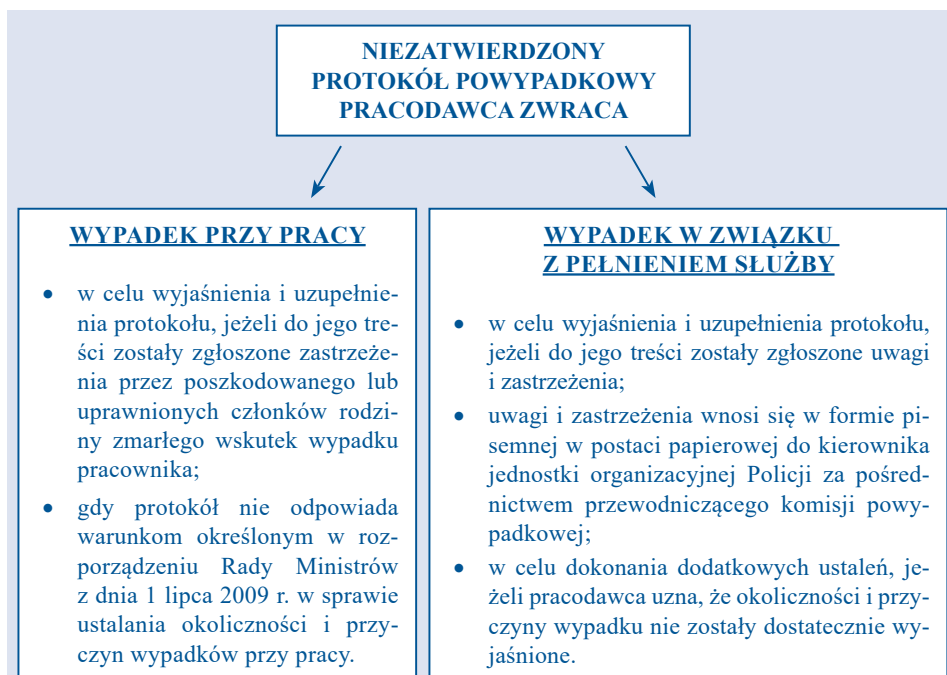 NIEZATWIERDZONY
PROTOKÓŁ POWYPADKOWY
PRACODAWCA ZWRACA
WYPADEK PRZY PRACY
• w celu wyjaśnienia i uzupełnie-
nia protokołu, jeżeli do jego tre-
ści zostały zgłoszone zastrzeże-
nia przez poszkodowanego lub
uprawnionych członków rodzi-
ny zmarłego wskutek wypadku
pracownika;
• gdy protokół nie odpowiada
warunkom określonym w roz-
porządzeniu Rady Ministrów
z dnia 1 lipca 2009 r. w sprawie
ustalania okoliczności i przy-
czyn wypadków przy pracy.
WYPADEK W ZWIĄZKU
Z PEŁNIENIEM SŁUŻBY
• w celu wyjaśnienia i uzupełnienia protokołu,
jeżeli do jego treści zostały zgłoszone uwagi
i zastrzeżenia;
• uwagi i zastrzeżenia wnosi się w formie pi-
semnej w postaci papierowej do kierownika
jednostki organizacyjnej Policji za pośred-
nictwem przewodniczącego komisji powy-
padkowej;
• w celu dokonania dodatkowych ustaleń, je-
żeli pracodawca uzna, że okoliczności i przy-
czyny wypadku nie zostały dostatecznie wy-
jaśnione.